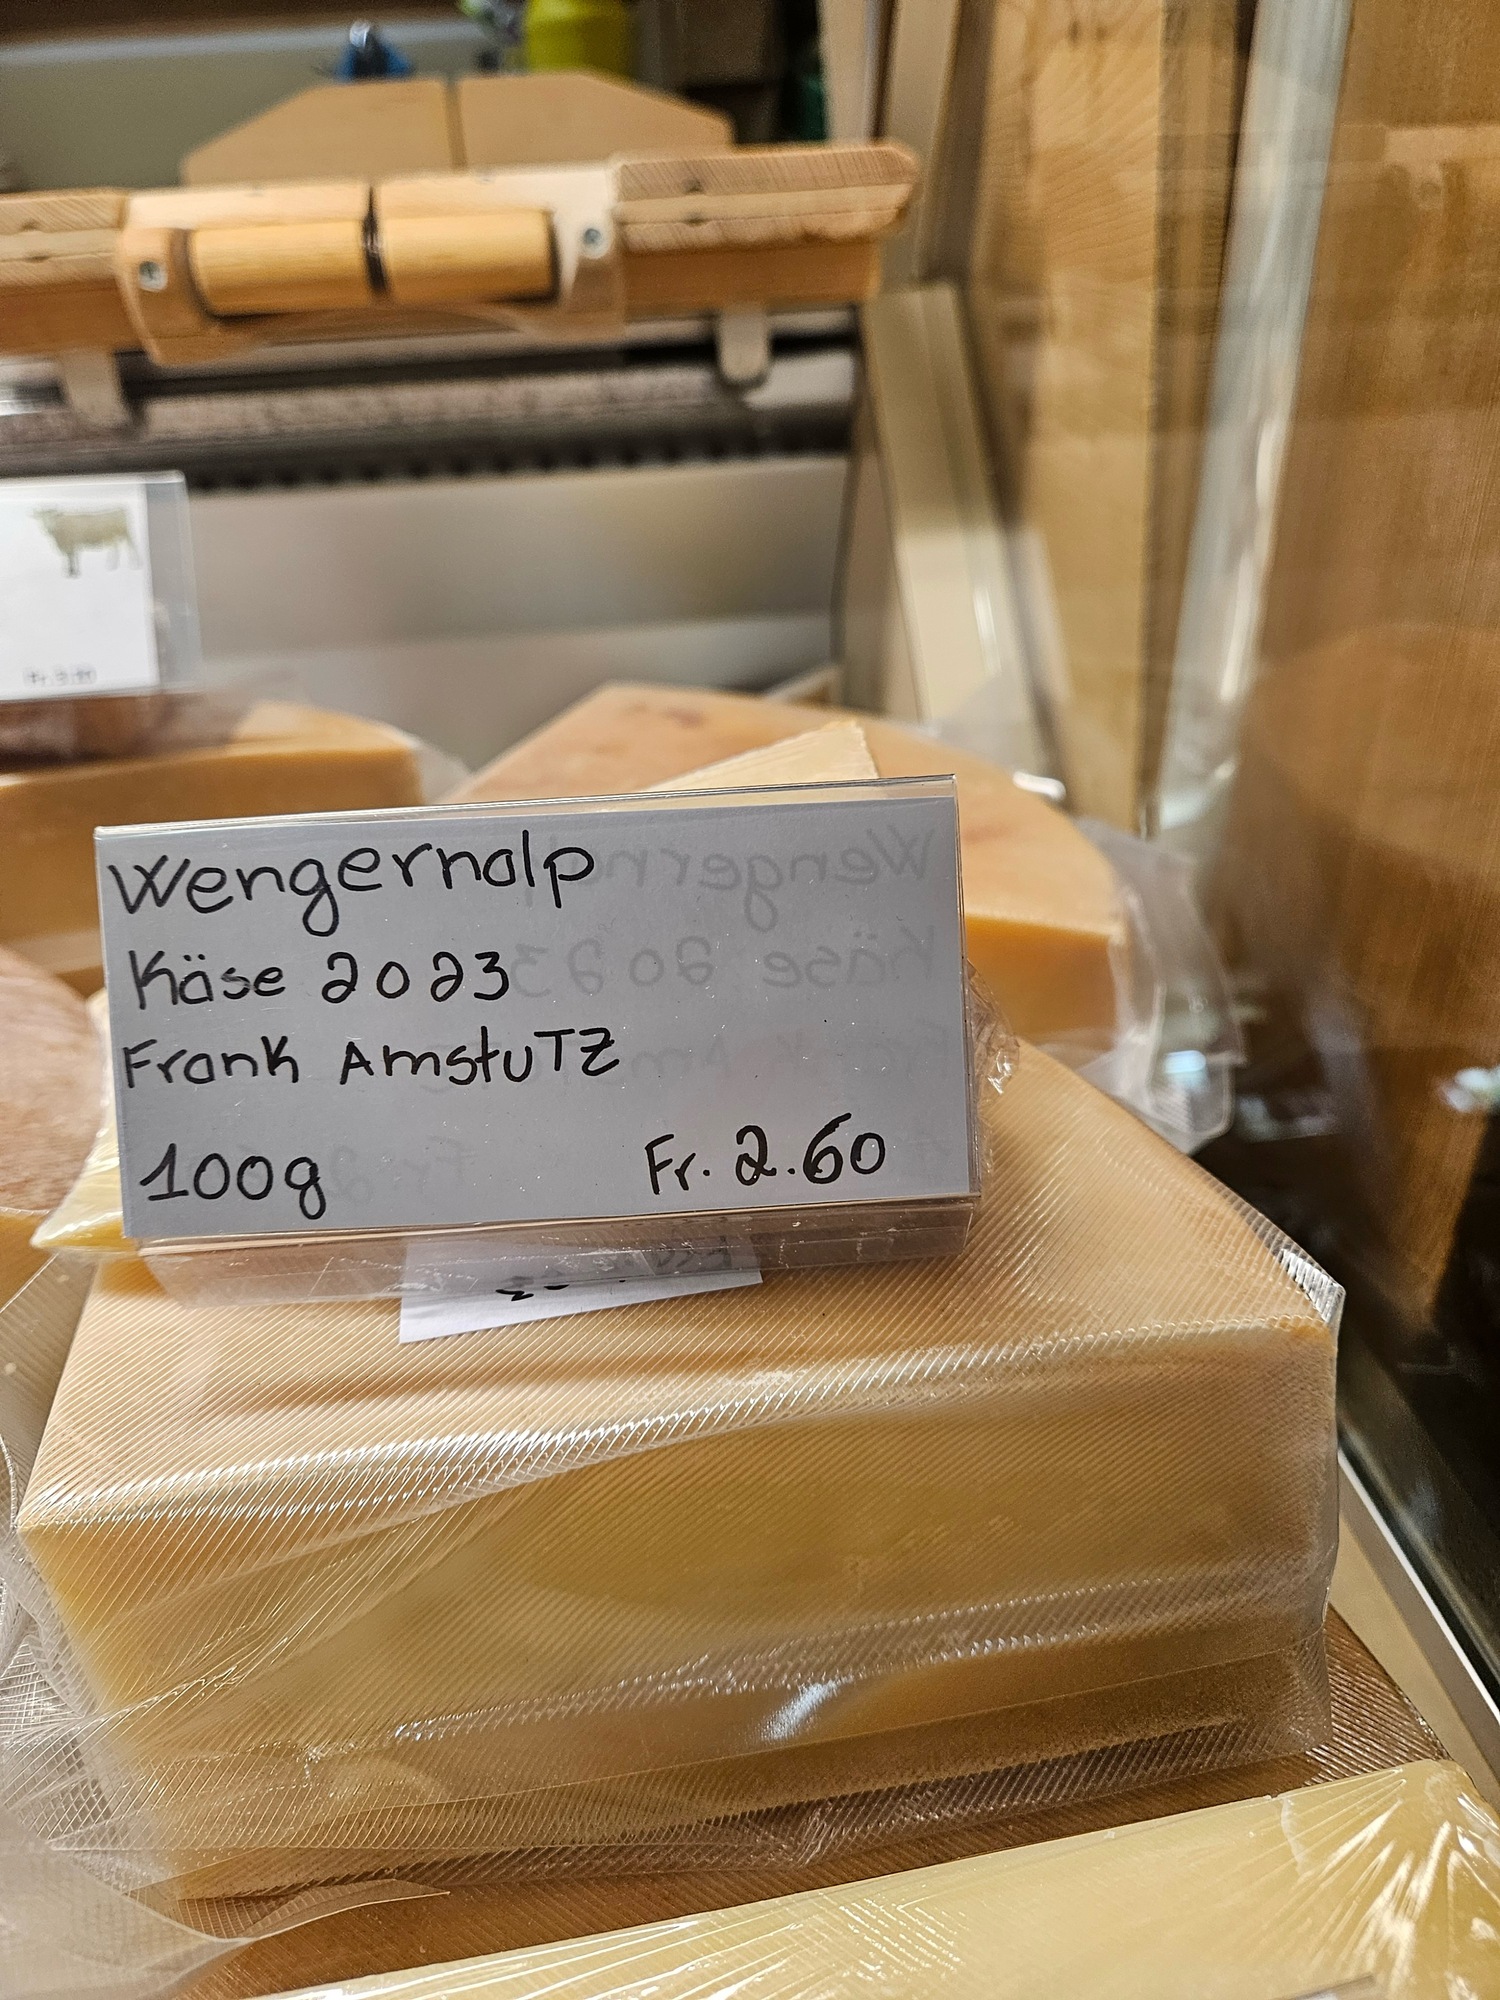 Wengernalp
Käse 2023
Frank AmstuTZ
100g Fr. 2.60